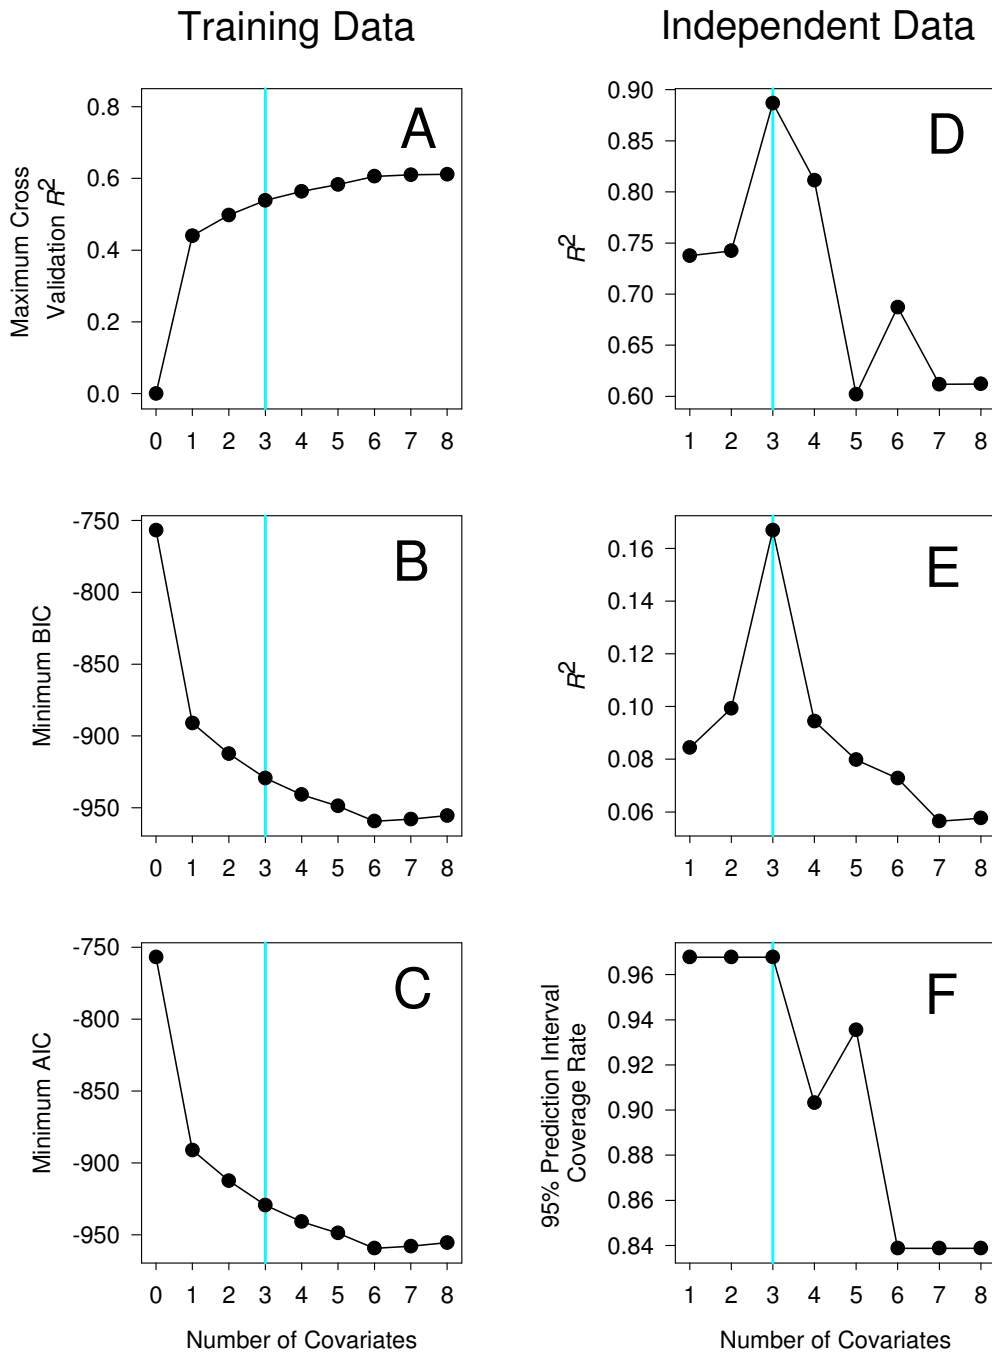 Training Data
Independent Data
A
Maximum Cross
Validation R2
0.8
0.6
0.4
0.2
0.0
0 1 2 3 4 5 6 7 8
D
R2
0.90
0.85
0.80
0.75
0.70
0.65
0.60
1 2 3 4 5 6 7 8
B
Minimum BIC
-750
-800
-850
-900
-950
0 1 2 3 4 5 6 7 8
E
R2
0.16
0.14
0.12
0.10
0.08
0.06
1 2 3 4 5 6 7 8
C
Minimum AIC
-750
-800
-850
-900
-950
0 1 2 3 4 5 6 7 8
Number of Covariates
F
95% Prediction Interval
Coverage Rate
0.96
0.94
0.92
0.90
0.88
0.86
0.84
1 2 3 4 5 6 7 8
Number of Covariates